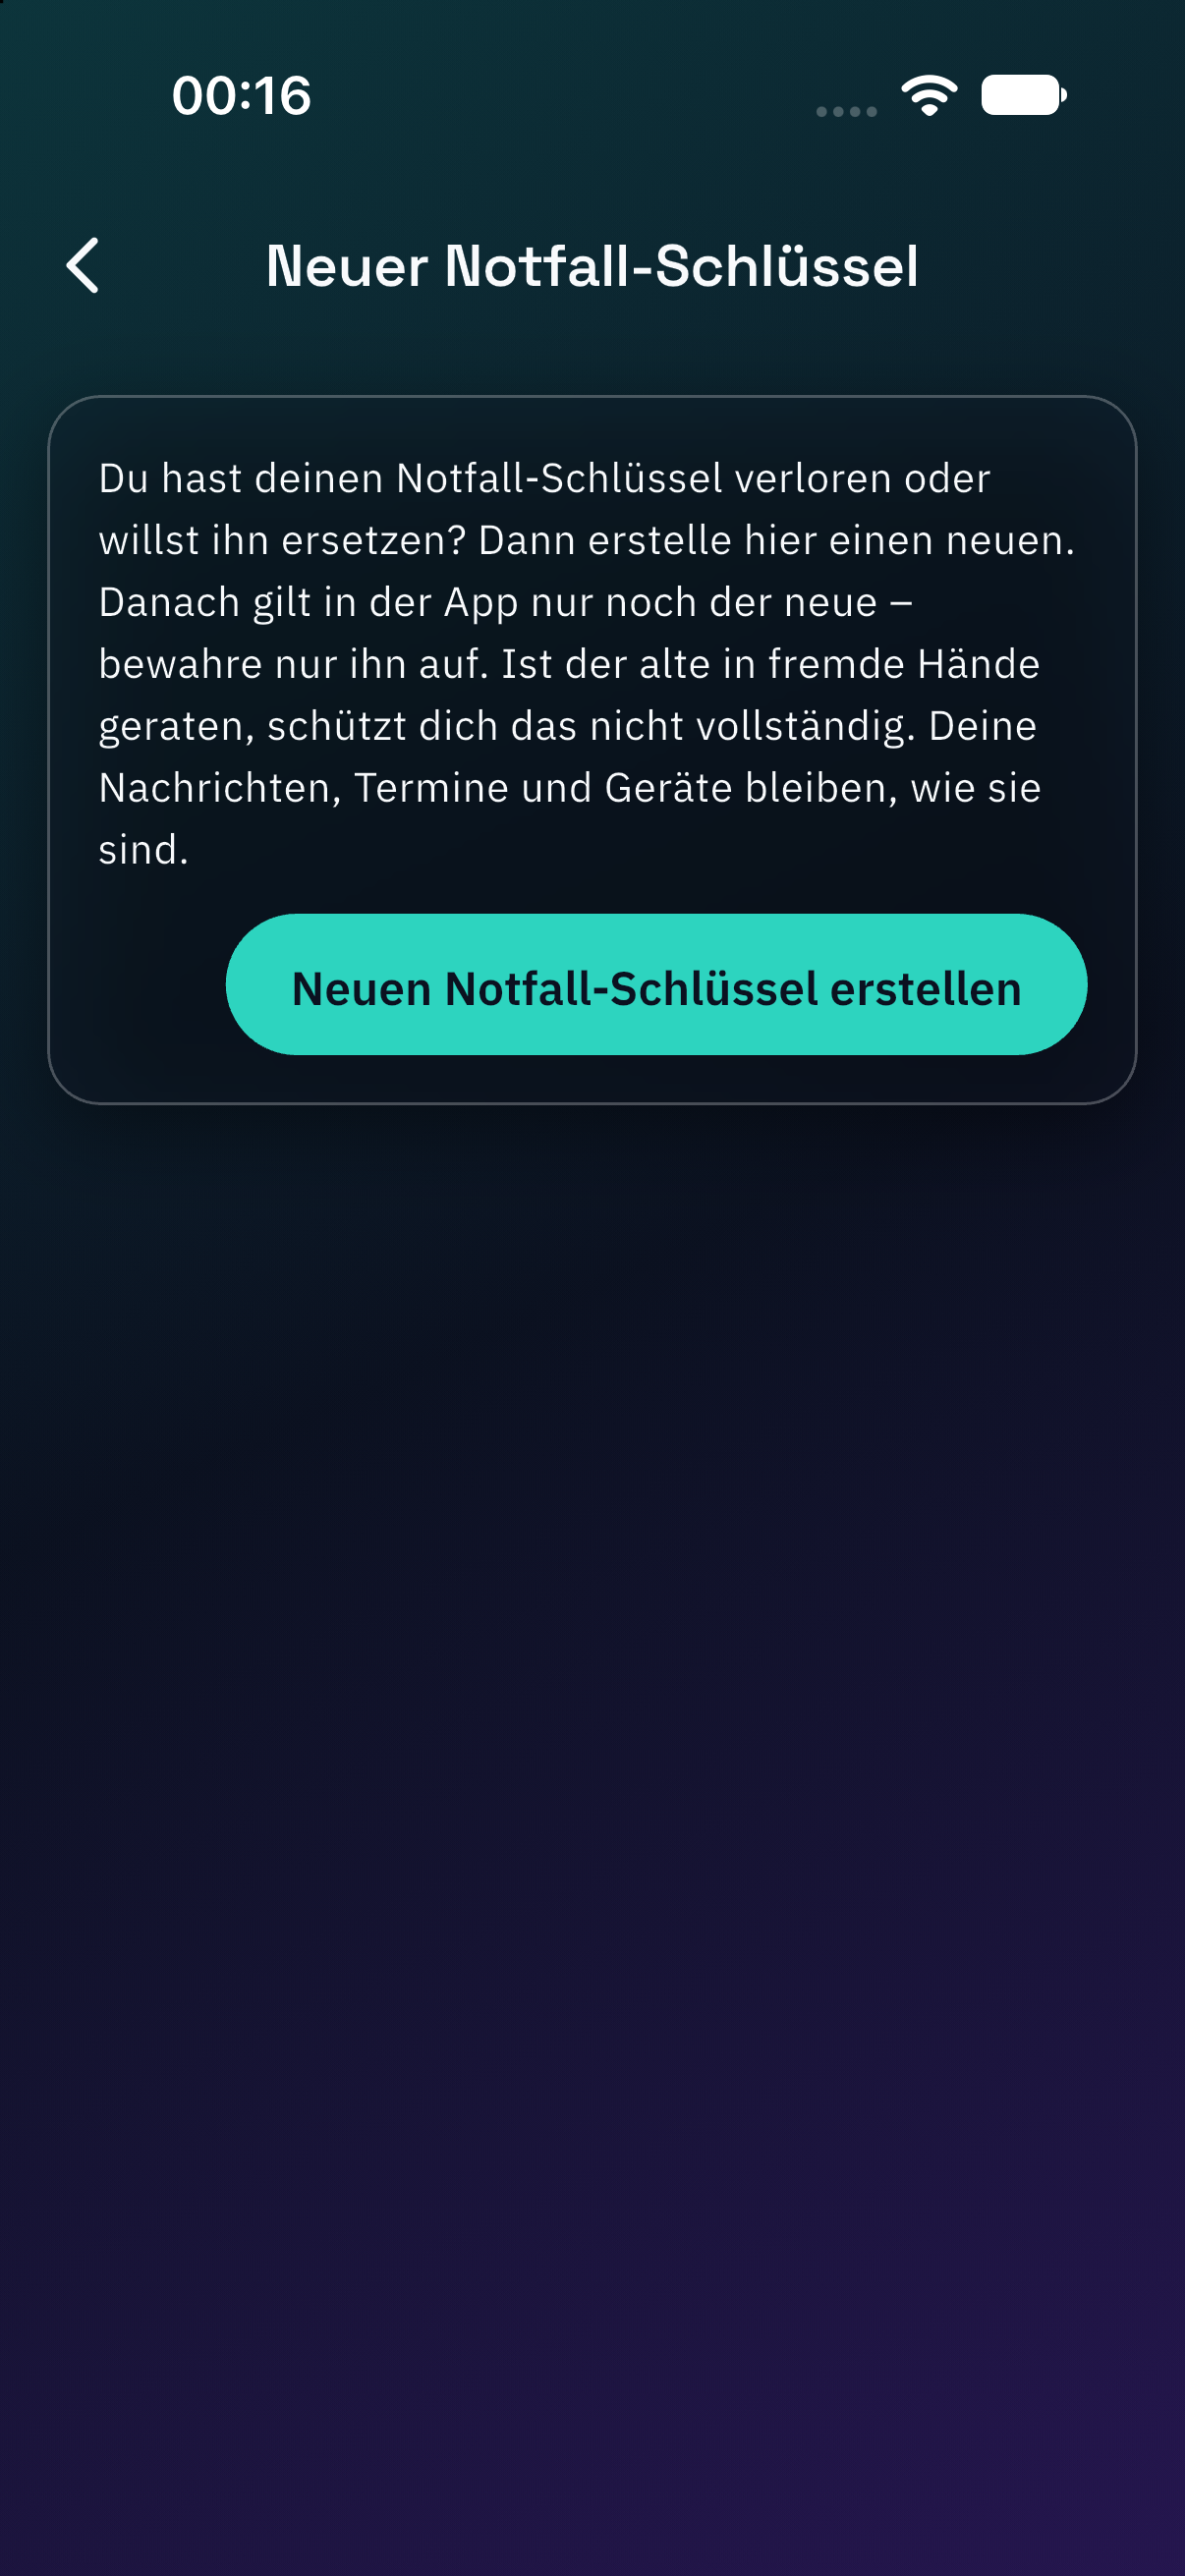 00:16
Neuer Notfall-Schlüssel
Du hast deinen Notfall-Schlüssel verloren oder
willst ihn ersetzen? Dann erstelle hier einen neuen.
Danach gilt in der App nur noch der neue –
bewahre nur ihn auf. Ist der alte in fremde Hände
geraten, schützt dich das nicht vollständig. Deine
Nachrichten, Termine und Geräte bleiben, wie sie
sind.
Neuen Notfall-Schlüssel erstellen